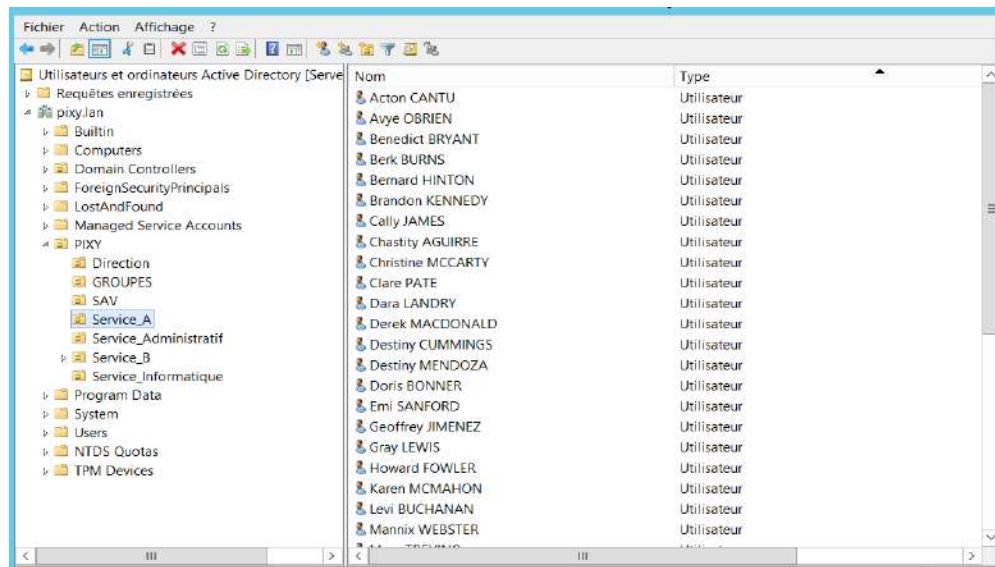 Fichier Action Affichage ?
Utilisateurs et ordinateurs Active Directory [Serve
Requêtes enregistrées
pixy.lan
Builtin
Computers
Domain Controllers
ForeignSecurityPrincipals
LostAndFound
Managed Service Accounts
PIXY
Direction
GROUPES
SAV
Service_A
Service_Administratif
Service_B
Service_Informatique
Program Data
System
Users
NTDS Quotas
TPM Devices
Nom Type
Acton CANTU Utilisateur
Avye OBRIEN Utilisateur
Benedict BRYANT Utilisateur
Berk BURNS Utilisateur
Bernard HINTON Utilisateur
Brandon KENNEDY Utilisateur
Cally JAMES Utilisateur
Chastity AGUIRRE Utilisateur
Christine MCCARTY Utilisateur
Clare PATE Utilisateur
Dara LANDRY Utilisateur
Derek MACDONALD Utilisateur
Destiny CUMMINGS Utilisateur
Destiny MENDOZA Utilisateur
Doris BONNER Utilisateur
Emi SANFORD Utilisateur
Geoffrey JIMENEZ Utilisateur
Gray LEWIS Utilisateur
Howard FOWLER Utilisateur
Karen MCMAHON Utilisateur
Levi BUCHANAN Utilisateur
Mannix WEBSTER Utilisateur